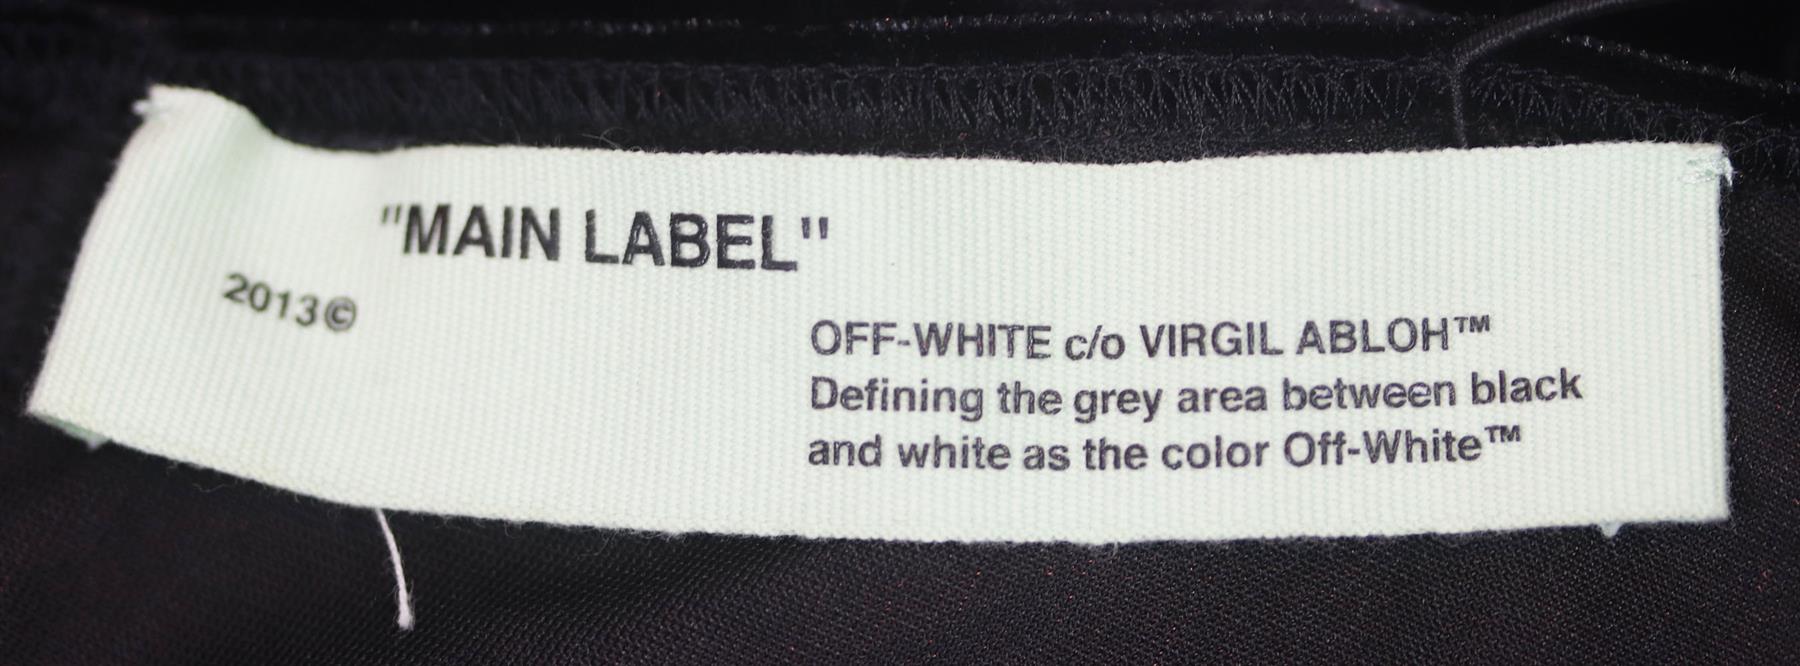 "MAIN LABEL"
2013©
OFF-WHITE c/o VIRGIL ABLOH™
Defining the grey area between black
and white as the color Off-White™